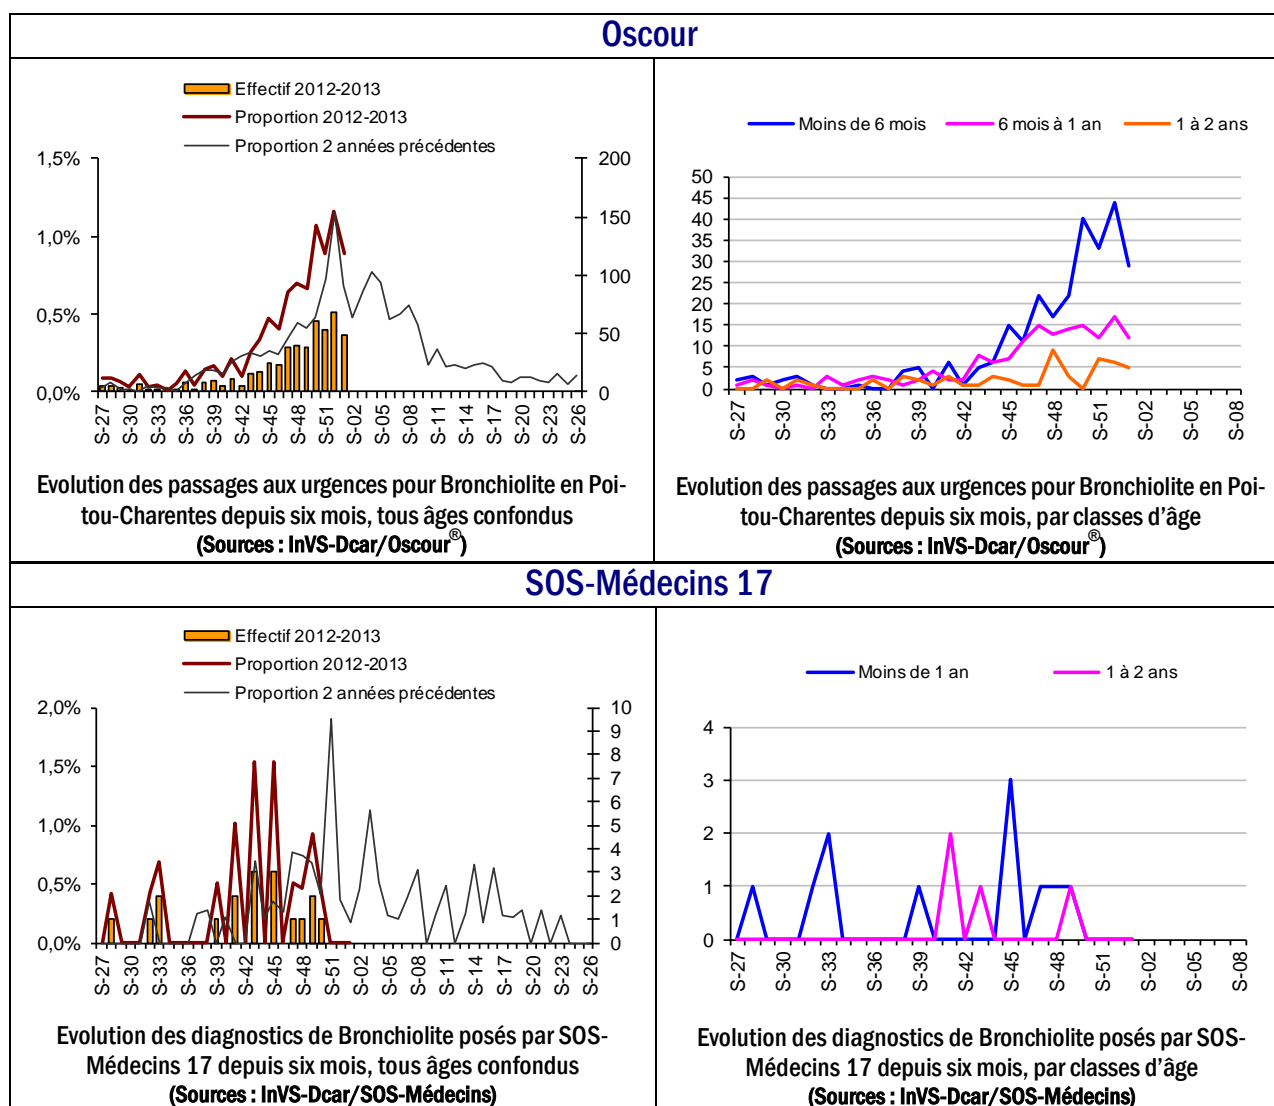 Oscour
Effectif 2012-2013
Proportion 2012-2013
Proportion 2 années précédentes
1,5%
1,0%
0,5%
0,0%
200
150
100
50
0
S-27
S-30
S-33
S-36
S-39
S-42
S-45
S-48
S-51
S-02
S-05
S-08
S-11
S-14
S-17
S-20
S-23
S-26
Evolution des passages aux urgences pour Bronchiolite en Poi-
tou-Charentes depuis six mois, tous âges confondus
(Sources : InVS-Dcar/Oscour®)
Moins de 6 mois
6 mois à 1 an
1 à 2 ans
50
45
40
35
30
25
20
15
10
5
0
S-27
S-30
S-33
S-36
S-39
S-42
S-45
S-48
S-51
S-02
S-05
S-08
Evolution des passages aux urgences pour Bronchiolite en Poi-
tou-Charentes depuis six mois, par classes d’âge
(Sources : InVS-Dcar/Oscour®)
SOS-Médecins 17
Effectif 2012-2013
Proportion 2012-2013
Proportion 2 années précédentes
2,0%
1,5%
1,0%
0,5%
0,0%
10
9
8
7
6
5
4
3
2
1
0
S-27
S-30
S-33
S-36
S-39
S-42
S-45
S-48
S-51
S-02
S-05
S-08
S-11
S-14
S-17
S-20
S-23
S-26
Evolution des diagnostics de Bronchiolite posés par SOS-
Médecins 17 depuis six mois, tous âges confondus
(Sources : InVS-Dcar/SOS-Médecins)
Moins de 1 an
1 à 2 ans
4
3
2
1
0
S-27
S-30
S-33
S-36
S-39
S-42
S-45
S-48
S-51
S-02
S-05
S-08
Evolution des diagnostics de Bronchiolite posés par SOS-
Médecins 17 depuis six mois, par classes d’âge
(Sources : InVS-Dcar/SOS-Médecins)